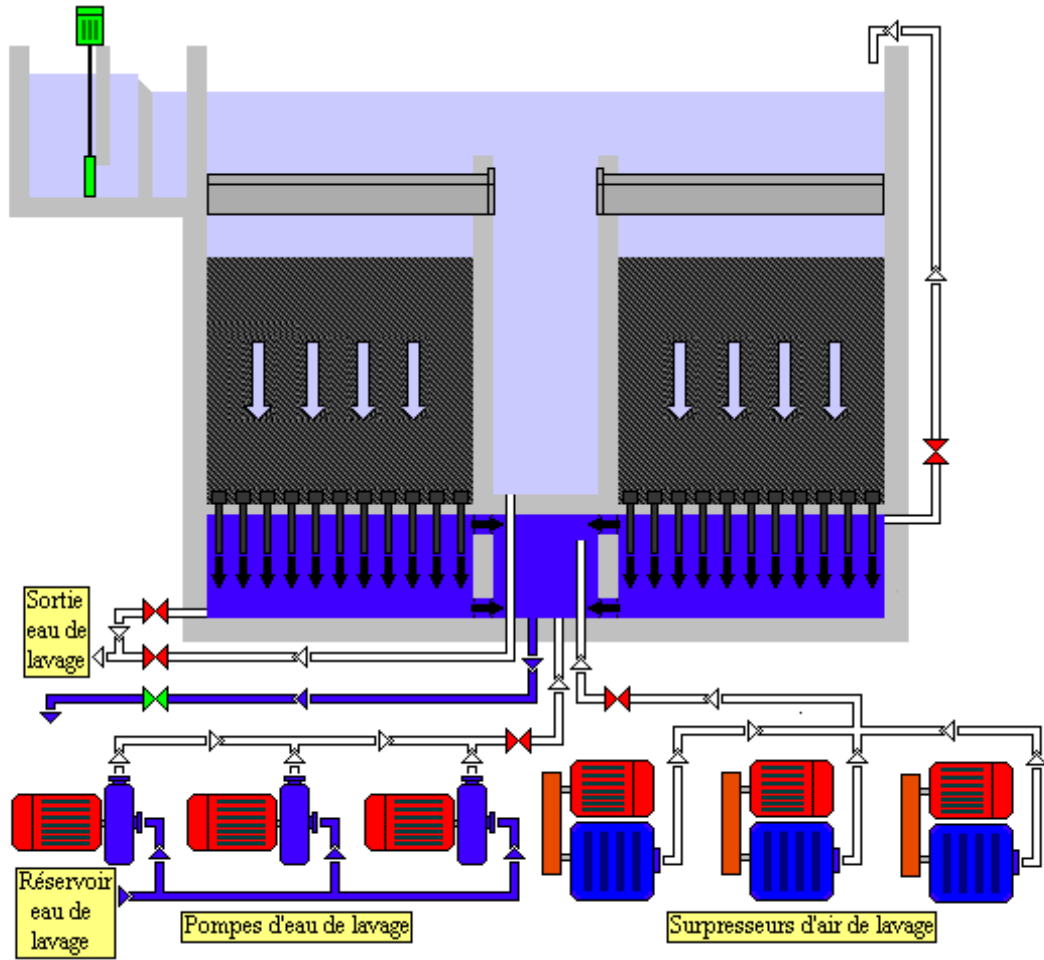 Sortie
eau de
lavage
Réservoir
eau de
lavage
Pompes d'eau de lavage
Surpresseurs d'air de lavage